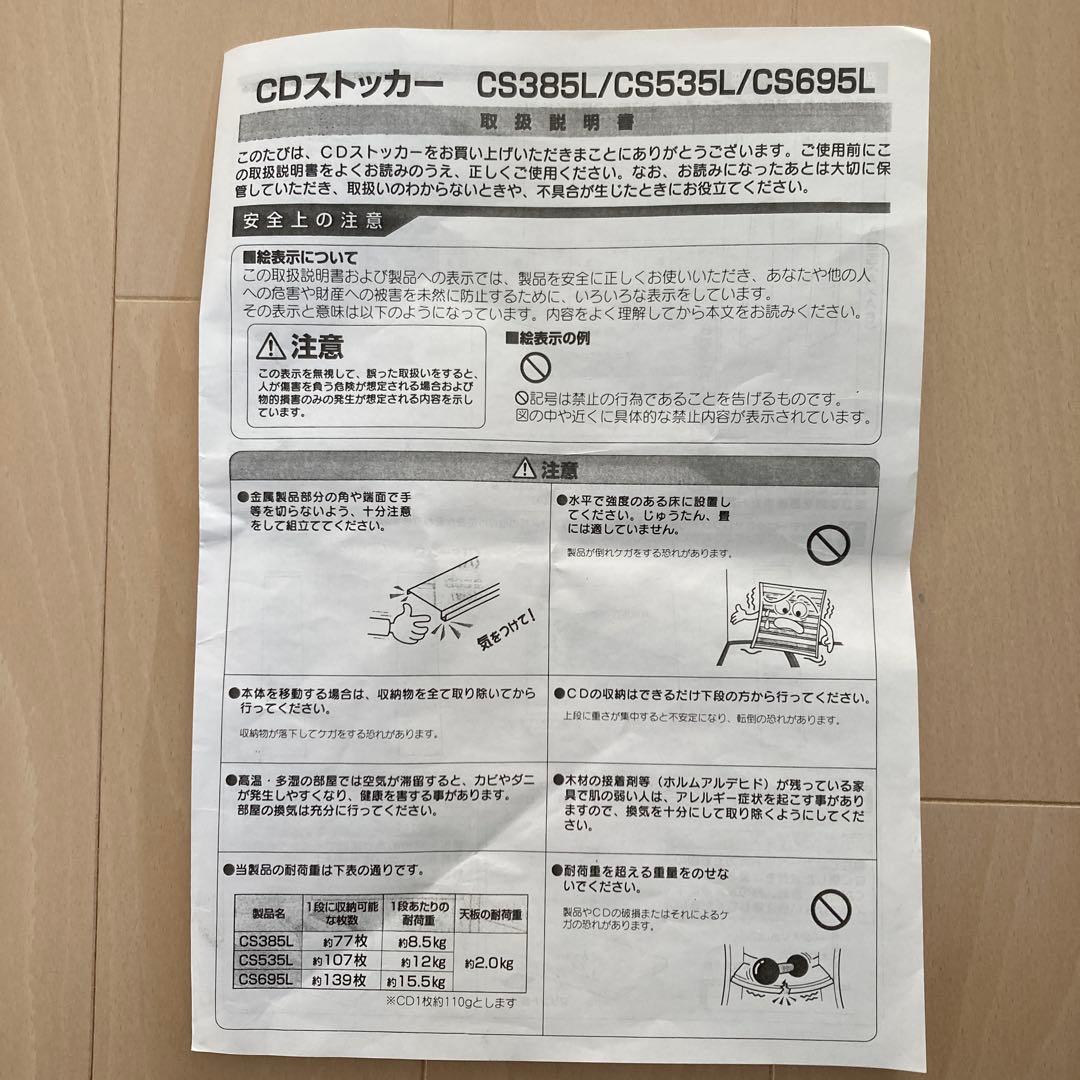 CDストッカー CS385L/CS535L/CS695L
取扱説明書
このたびは、CDストッカーをお買い上げいただきまことにありがとうございます。ご使用前にこ
の取扱説明書をよくお読みのうえ、正しくご使用ください。なお、お読みになったあとは大切に保
管していただき、取扱いのわからないときや、不具合が生じたときにお役立てください。
安全上の注意
■絵表示について
この取扱説明書および製品への表示では、製品を安全に正しくお使いいただき、あなたや他の人
への危害や財産への被害を未然に防止するために、いろいろな表示をしています。
その表示と意味は以下のようになっています。内容をよく理解してから本文をお読みください。
⚠注意
この表示を無視して、誤った取扱いをすると、
人が傷害を負う危険が想定される場合および
物的損害のみの発生が想定される内容を示し
ています。
■絵表示の例
🚫記号は禁止の行為であることを告げるものです。
図の中や近くに具体的な禁止内容が表示されています。
⚠注意
●金属製品部分の角や端面で手
等を切らないよう、十分注意
をして組立ててください。
気をつけて!
●水平で強度のある床に設置し
てください。じゅうたん、畳
には適していません。
製品が倒れケガをする恐れがあります。
●本体を移動する場合は、収納物を全て取り除いてから
行ってください。
収納物が落下してケガをする恐れがあります。
●CDの収納はできるだけ下段の方から行ってください。
上段に重さが集中すると不安定になり、転倒の恐れがあります。
●高温・多湿の部屋では空気が滞留すると、カビやダニ
が発生しやすくなり、健康を害する事があります。
部屋の換気は充分に行ってください。
●木材の接着剤等(ホルムアルデヒド)が残っている家
具で肌の弱い人は、アレルギー症状を起こす事があり
ますので、換気を十分にして取り除くようにしてくだ
さい。
●当製品の耐荷重は下表の通りです。
製品名 1段に収納可能な枚数 1段あたりの耐荷重 天板の耐荷重
CS385L 約77枚 約8.5kg
CS535L 約107枚 約12kg 約2.0kg
CS695L 約139枚 約15.5kg
※CD1枚約110gとします
●耐荷重を超える重量をのせな
いでください。
製品やCDの破損またはそれによるケ
ガの恐れがあります。